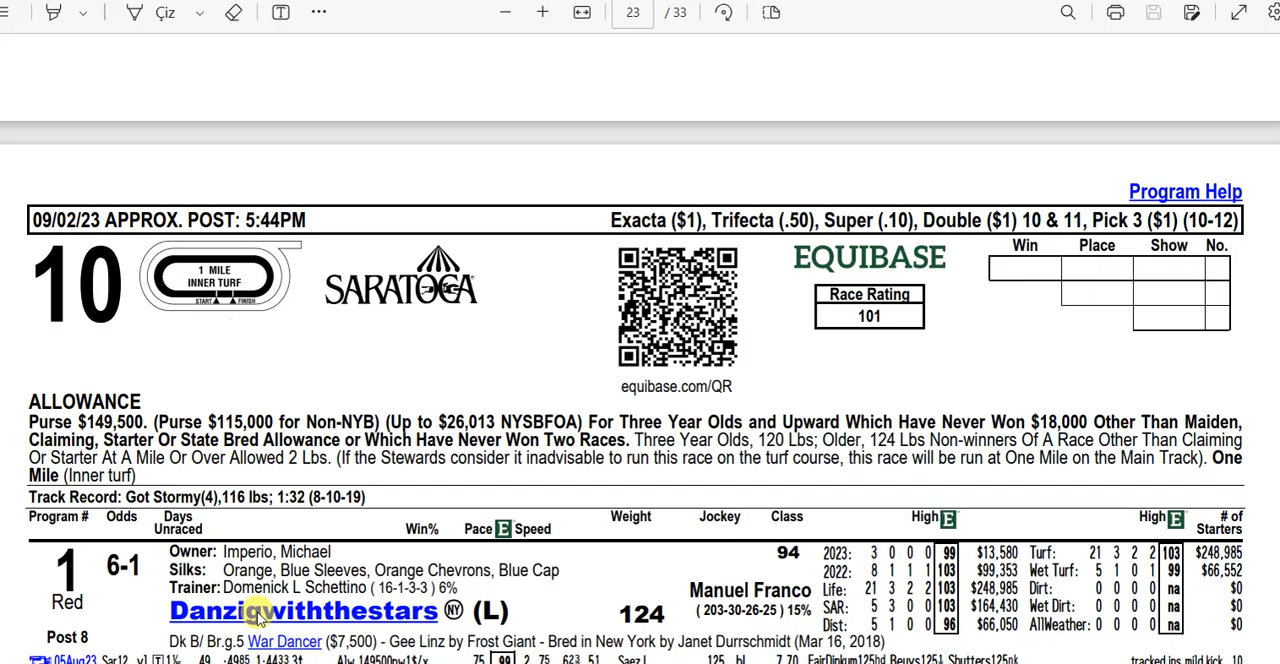 Çiz
23 / 33
Program Help
09/02/23 APPROX. POST: 5:44PM Exacta ($1), Trifecta (.50), Super (.10), Double ($1) 10 & 11, Pick 3 ($1) (10-12)
10
1 MILE
INNER TURF
START FINISH
SARATOGA
EQUIBASE
Race Rating
101
Win Place Show No.
equibase.com/QR
ALLOWANCE
Purse $149,500. (Purse $115,000 for Non-NYB) (Up to $26,013 NYSBFOA) For Three Year Olds and Upward Which Have Never Won $18,000 Other Than Maiden,
Claiming, Starter Or State Bred Allowance or Which Have Never Won Two Races. Three Year Olds, 120 Lbs; Older, 124 Lbs Non-winners Of A Race Other Than Claiming
Or Starter At A Mile Or Over Allowed 2 Lbs. (If the Stewards consider it inadvisable to run this race on the turf course, this race will be run at One Mile on the Main Track). One
Mile (Inner turf)
Track Record: Got Stormy(4),116 lbs; 1:32 (8-10-19)
Program # Odds Days Unraced Win% Pace E Speed Weight Jockey Class High E High E # of Starters
1 6-1 Owner: Imperio, Michael 94 2023: 3 0 0 0 99 $13,580 Turf: 21 3 2 2 103 $248,985
Red Silks: Orange, Blue Sleeves, Orange Chevrons, Blue Cap 2022: 8 1 1 1 103 $99,353 Wet Turf: 5 1 0 1 99 $66,552
Trainer: Domenick L Schettino ( 16-1-3-3 ) 6% Manuel Franco Life: 21 3 2 2 103 $248,985 Dirt: 0 0 0 0 na $0
Danzigwiththestars NY (L) 124 ( 203-30-26-25 ) 15% SAR: 5 3 0 0 103 $164,430 Wet Dirt: 0 0 0 0 na $0
Post 8 Dist: 5 1 0 0 96 $66,050 AllWeather: 0 0 0 0 na $0
Dk B/ Br.g.5 War Dancer ($7,500) - Gee Linz by Frost Giant - Bred in New York by Janet Durrschmidt (Mar 16, 2018)
05Aug23 Sar12